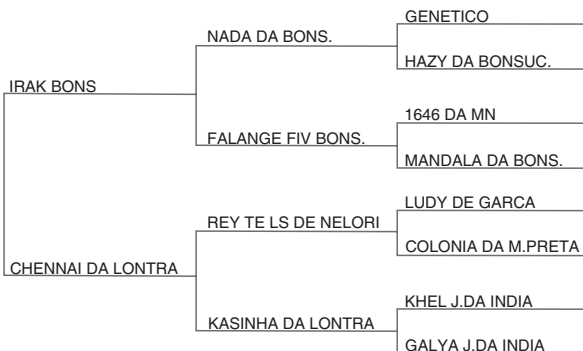 GENETICO
NADA DA BONS.
HAZY DA BONSUC.
IRAK BONS
1646 DA MN
FALANGE FIV BONS.
MANDALA DA BONS.
LUDY DE GARCA
REY TE LS DE NELORI
COLONIA DA M.PRETA
CHENNAI DA LONTRA
KHEL J.DA INDIA
KASINHA DA LONTRA
GALYA J.DA INDIA